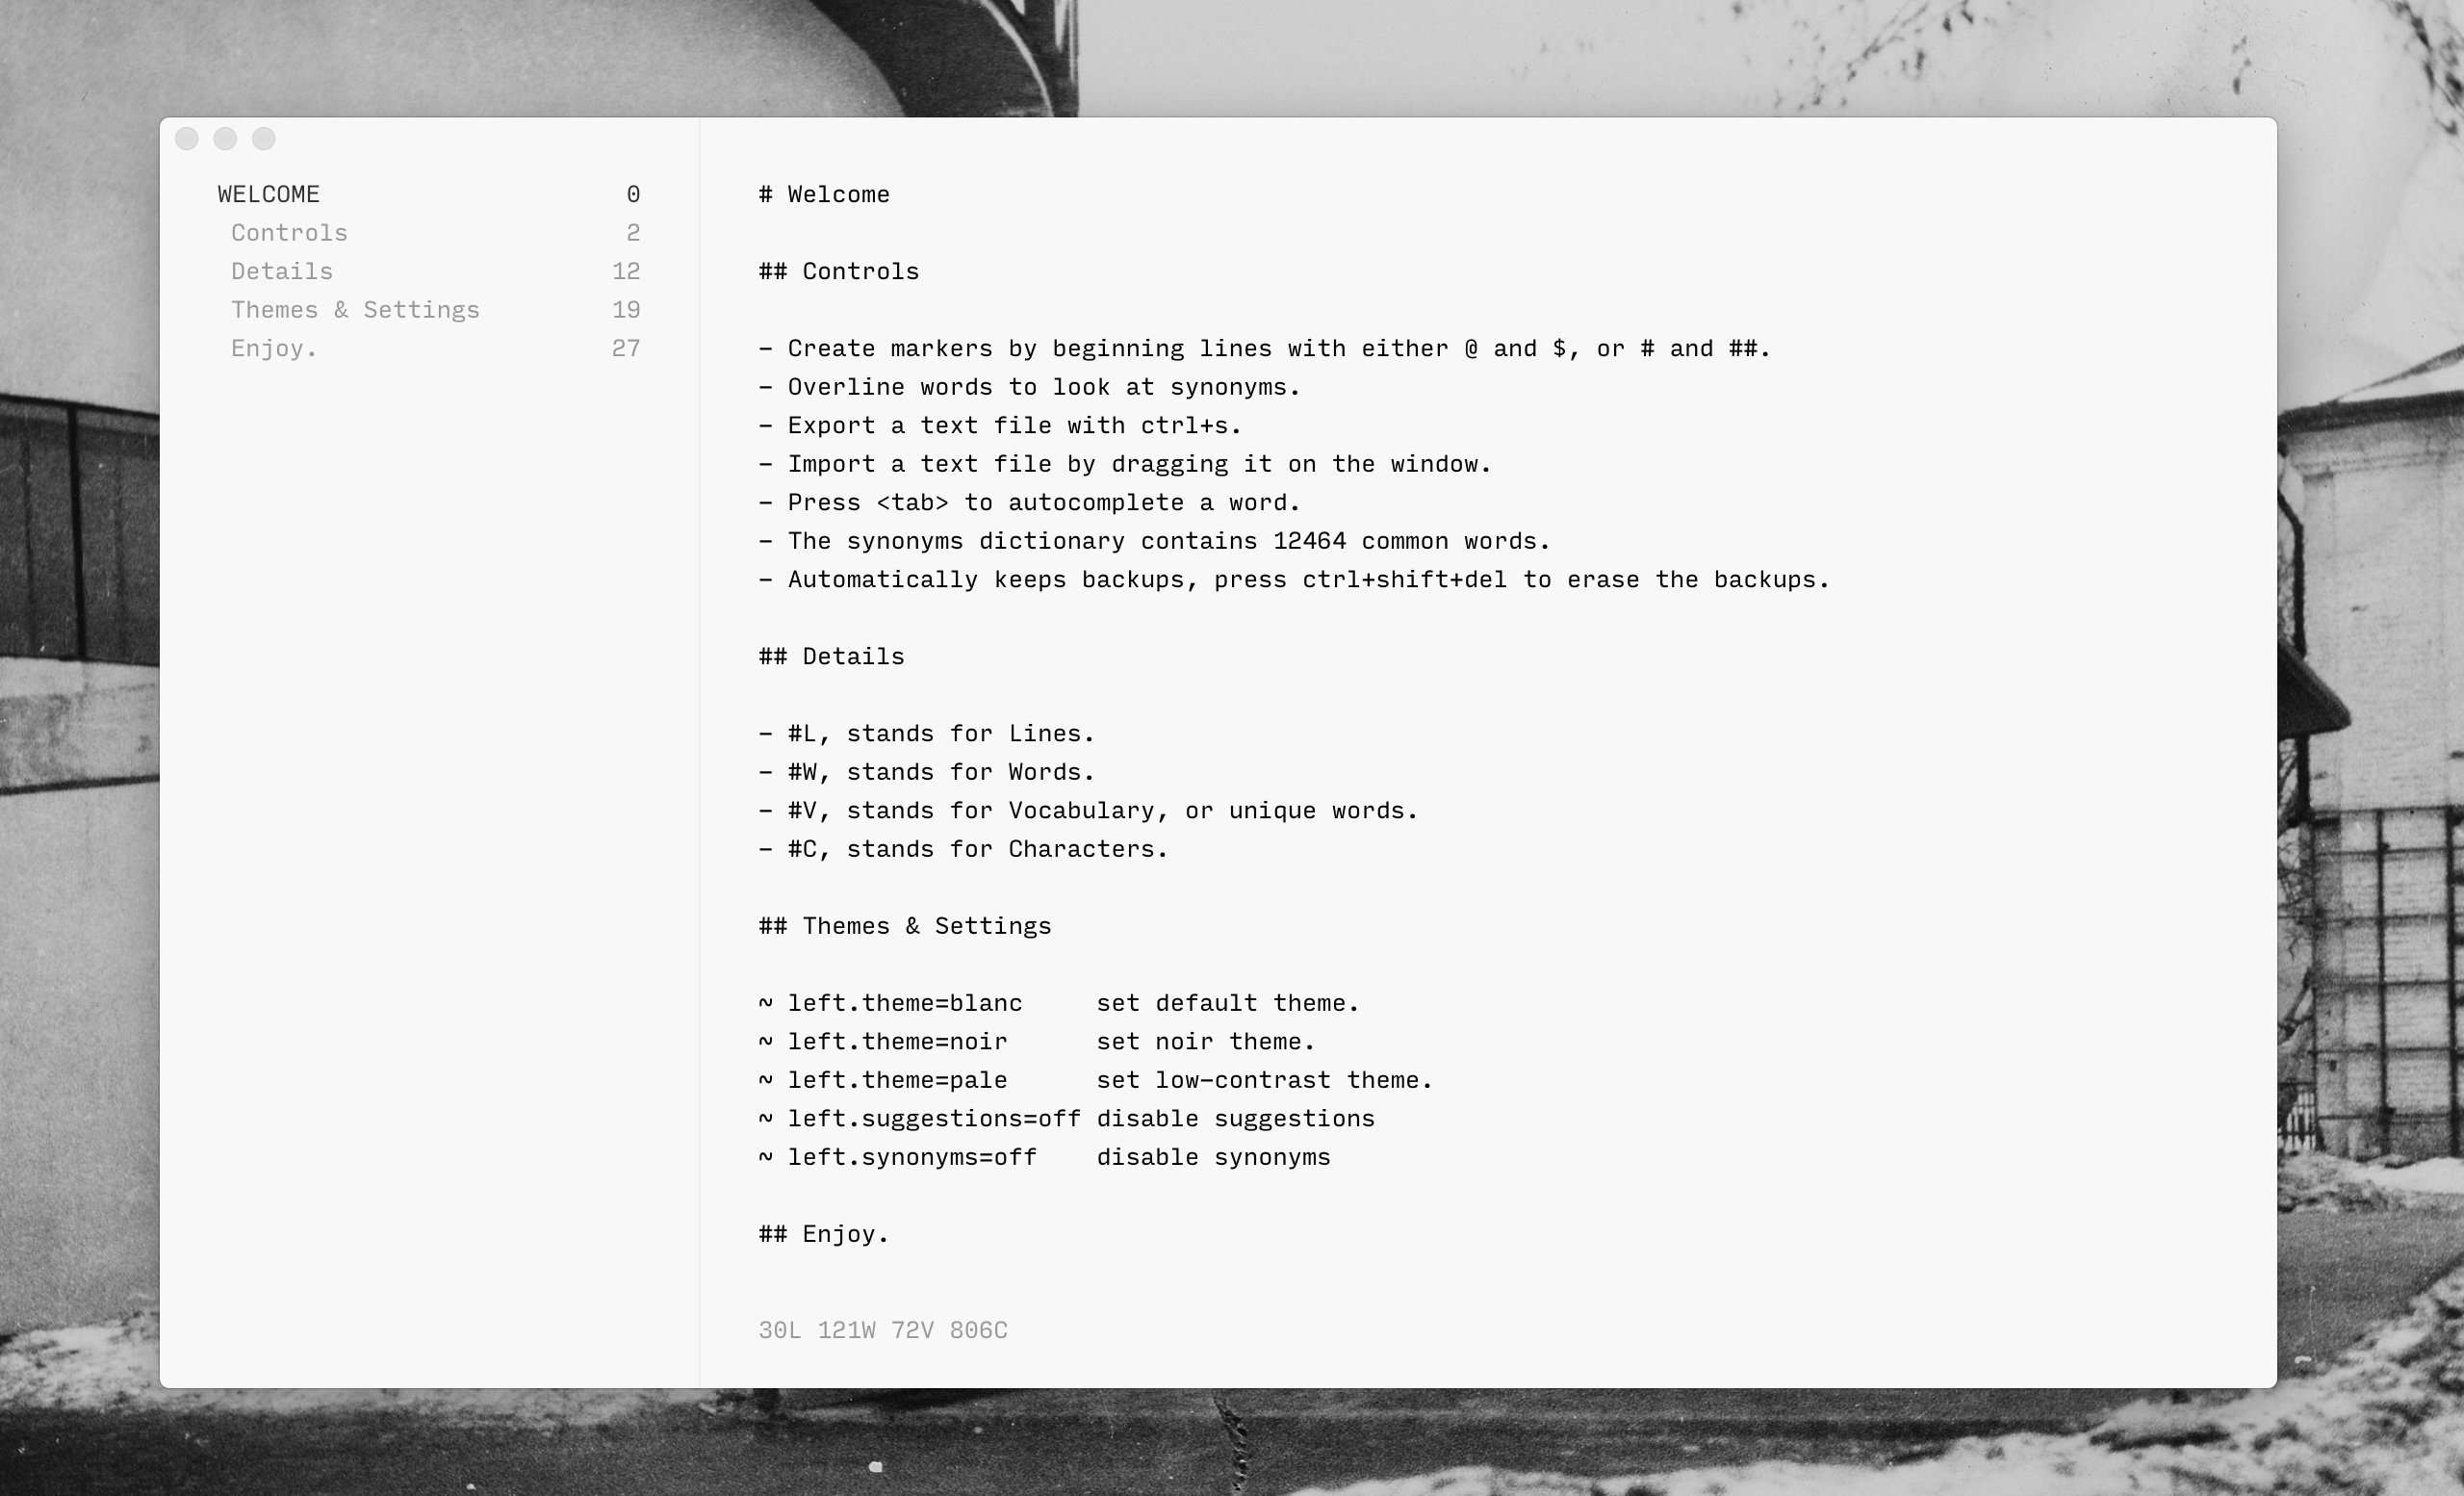 WELCOME 0
Controls 2
Details 12
Themes & Settings 19
Enjoy. 27
# Welcome
## Controls
- Create markers by beginning lines with either @ and $, or # and ##.
- Overline words to look at synonyms.
- Export a text file with ctrl+s.
- Import a text file by dragging it on the window.
- Press <tab> to autocomplete a word.
- The synonyms dictionary contains 12464 common words.
- Automatically keeps backups, press ctrl+shift+del to erase the backups.
## Details
- #L, stands for Lines.
- #W, stands for Words.
- #V, stands for Vocabulary, or unique words.
- #C, stands for Characters.
## Themes & Settings
~ left.theme=blanc     set default theme.
~ left.theme=noir      set noir theme.
~ left.theme=pale      set low-contrast theme.
~ left.suggestions=off disable suggestions
~ left.synonyms=off    disable synonyms
## Enjoy.
30L 121W 72V 806C